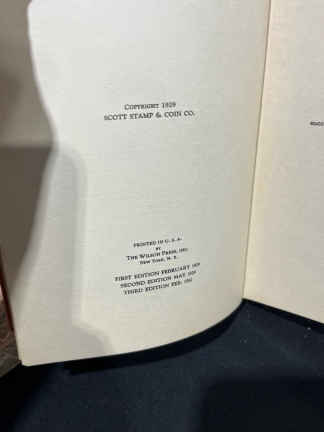 COPYRIGHT 1929
SCOTT STAMP & COIN CO.
PRINTED IN U. S. A.
BY
THE WILSON PRESS, INC.
NEW YORK, N. Y.
FIRST EDITION FEBRUARY 1929
SECOND EDITION MAY 1929
THIRD EDITION FEB.